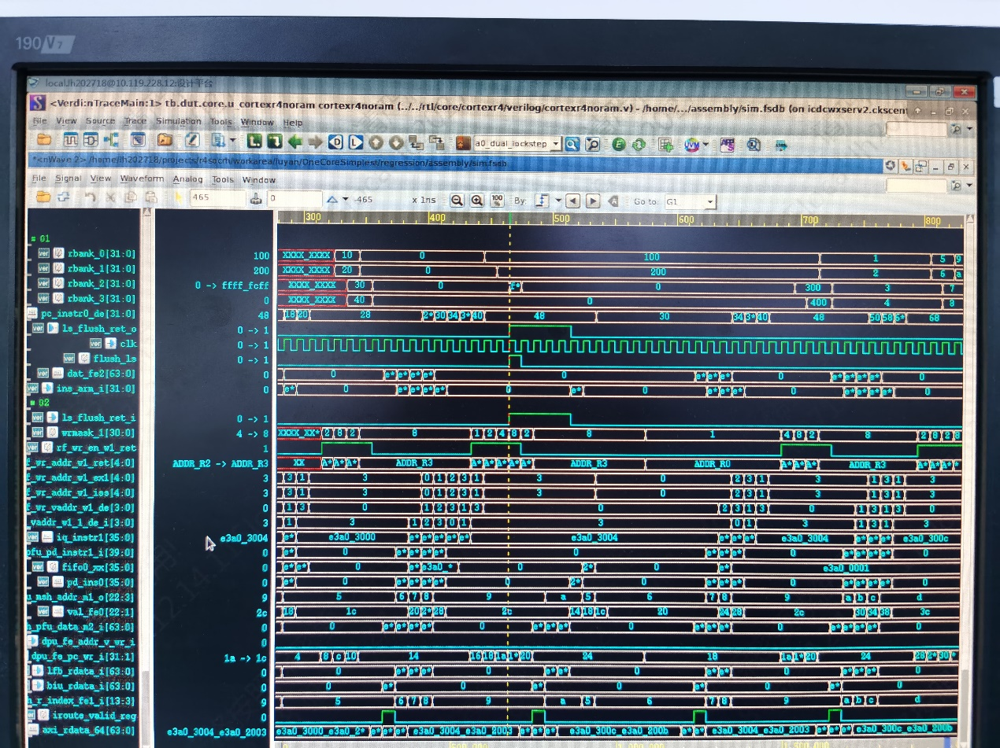 190 V7
local.lh202718@10.119.228.12:设计平台
<Verdi:nTraceMain:1> tb.dut.core.u_cortexr4noram cortexr4noram (../../rtl/core/cortexr4/verilog/cortexr4noram.v) - /home/.../assembly/sim.fsdb (on icdcwxserv2.ckscen
File View Source Trace Simulation Tools Window Help
a0_dual_lockstep
*<nWave:2> /home/lh202718/projects/r4socrh/workarea/luyan/OneCoreSimplest/regression/assembly/sim.fsdb
File Signal View Waveform Analog Tools Window
465 0 -465 x 1ns 100 By: Go to: G1
300 400 500 600 700 800
G1
rbank_0[31:0] 100 XXXX_XXXX 10 0 100 1 5 9
rbank_1[31:0] 200 XXXX_XXXX 20 0 200 2 6 a
rbank_2[31:0] 0 -> ffff_fcff XXXX_XXXX 30 0 f* 0 300 3 7
rbank_3[31:0] 0 XXXX_XXXX 40 0 400 4 8
pc_instr0_de[31:0] 48 18 20 28 2* 30 34 3* 40 48 30 34 3* 40 48 50 58 6* 68
ls_flush_ret_o 0 -> 1
clk 0 -> 1
flush_ls 0 -> 1
dat_fe2[63:0] 0 0 e* e* e* e* 0 e* e* e* 0 e* e* e* e* 0
ins_arm_i[31:0] 0 e* 0 e* e* e* e* 0 e* 0 e* e* e* 0 e* e* e* e* 0
G2
ls_flush_ret_i 0 -> 1
wrmask_1[30:0] 4 -> 8 XXXX_XX* 2 8 2 8 1 2 4 8 2 8 1 4 8 2 8 2 8 2 8
rf_wr_en_w1_ret 1
f_wr_addr_w1_ret[4:0] ADDR_R2 -> ADDR_R3 XX A* A* A* ADDR_R3 A* A* A* A* A* ADDR_R3 ADDR_R0 A* A* A* ADDR_R3 A* A* A* *
f_wr_addr_w1_ex1[4:0] 3 3 1 3 0 1 2 3 1 3 0 2 3 1 3 1 3 1 3
f_wr_addr_w1_iss[4:0] 3 3 1 3 0 1 2 3 1 3 0 2 3 1 3 1 3 1 3
f_wr_vaddr_w1_de[3:0] 0 1 3 0 1 2 3 1 3 0 2 3 1 3 0 3 1 3 1 0
vaddr_w1_1_de_i[3:0] 3 1 3 1 2 3 0 1 3 0 1 3 1 3 1 3
iq_instr1[35:0] e3a0_3004 e* e3a0_3000 e* e* e* e* e* e3a0_3004 e* e* e* e3a0_3004 e* e* e* e* e3a0_300c
pfu_pd_instr1_i[39:0] 0 e* 0 e* e* e* e* 0 e* e* e* 0 e* e* e* e* 0
fifo0_xx[35:0] 0 e* e* 0 e* e3a0_* 0 2* 0 e* e3a0_0001
pd_ins0[35:0] 0 e* 0 e* e* e* e* 0 2* 0 e* e* e* 0 e* e* e* e* 0
u_msh_addr_m1_o[22:3] 9 5 6 7 8 9 a 5 6 7 8 9 a b c d
val_fe0[22:1] 2c 18 1c 20 2* 28 2c 14 18 1c 20 24 28 2c 30 34 38 3c
n_pfu_data_m2_i[63:0] 0 0 e* e* e* e* 0 e* e* e* 0 e* e* e* 0 e* e* e* e* 0
dpu_fe_addr_v_wr_i 0
dpu_fe_pc_wr_i[31:1] 1a -> 1c 4 8 c 10 14 16 18 1a 1* 20 24 18 1a 1* 20 24 28 2* 30 *
lfb_rdata_i[63:0] 0 0 e* e* e* 0 e* e* 0 e* e* 0 e* e* e* 0
biu_rdata_i[63:0] 0 0 e* 0 e* 0 e* 0 e* 0
n_r_index_fe1_i[13:3] 9 5 6 7 8 9 a 5 6 7 8 9 a b c d
iroute_valid_reg 0
axi_rdata_64[63:0] e3a0_3004_e3a0_2003 e3a0_3000_e3a0_2* e* e* e* e3a0_3004_e3a0_2003 e* e* e* e3a0_300c_e3a0_200b e* e* e3a0_3004_e3a0_2003 e* e* e* e3a0_300c_e3a0_200b